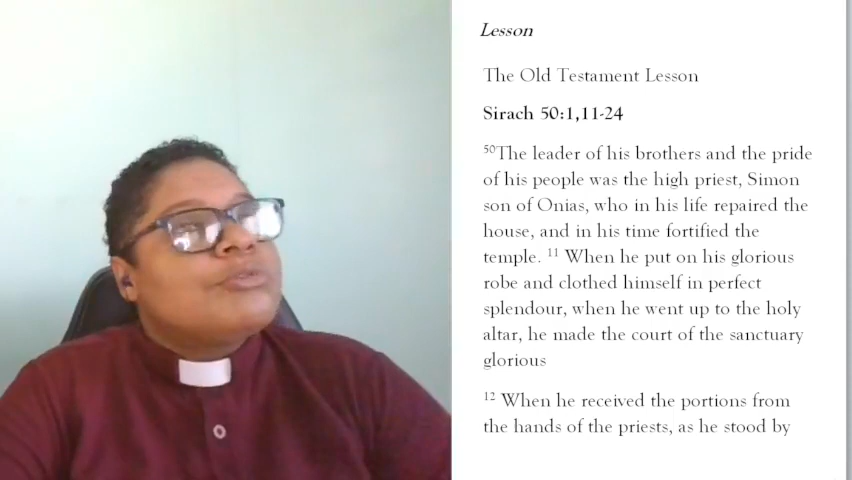 Lesson
The Old Testament Lesson
Sirach 50:1,11-24
50The leader of his brothers and the pride
of his people was the high priest, Simon
son of Onias, who in his life repaired the
house, and in his time fortified the
temple. 11 When he put on his glorious
robe and clothed himself in perfect
splendour, when he went up to the holy
altar, he made the court of the sanctuary
glorious
12 When he received the portions from
the hands of the priests, as he stood by